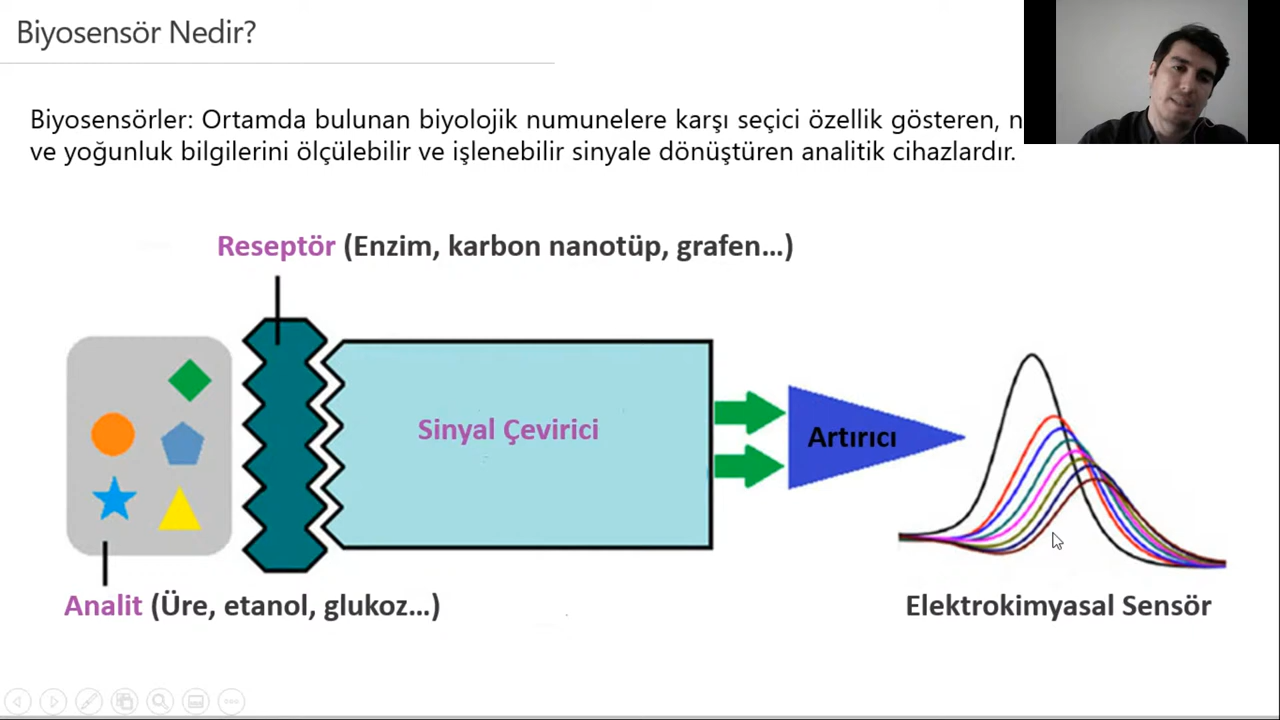 Biyosensör Nedir?
Biyosensörler: Ortamda bulunan biyolojik numunelere karşı seçici özellik gösteren,
ve yoğunluk bilgilerini ölçülebilir ve işlenebilir sinyale dönüştüren analitik cihazlardır.
Reseptör (Enzim, karbon nanotüp, grafen...)
Sinyal Çevirici
Artırıcı
Analit (Üre, etanol, glukoz...)
Elektrokimyasal Sensör